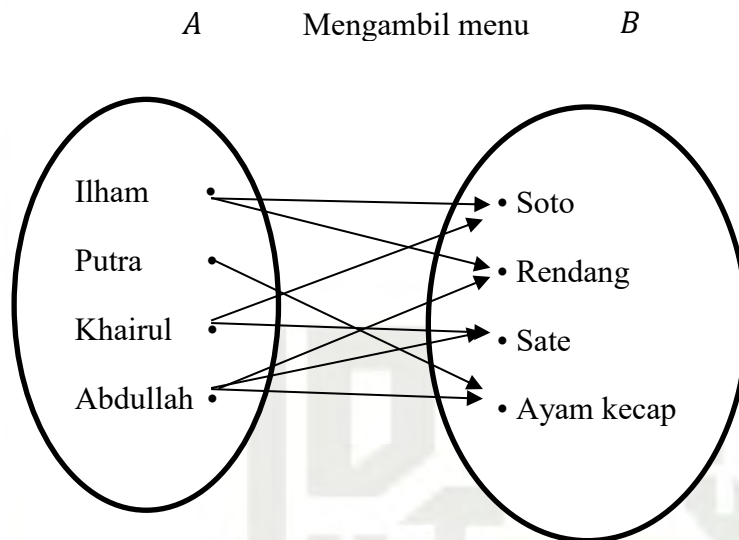 A Mengambil menu B
Ilham • • Soto
Putra • • Rendang
Khairul • • Sate
Abdullah • • Ayam kecap